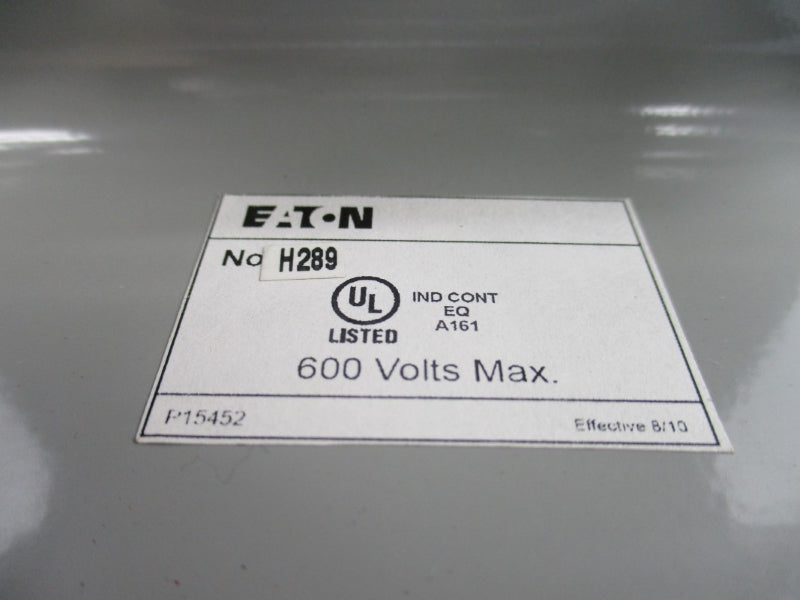 EATON
No H289
UL IND CONT
EQ
LISTED A161
600 Volts Max.
P15452 Effective 8/10